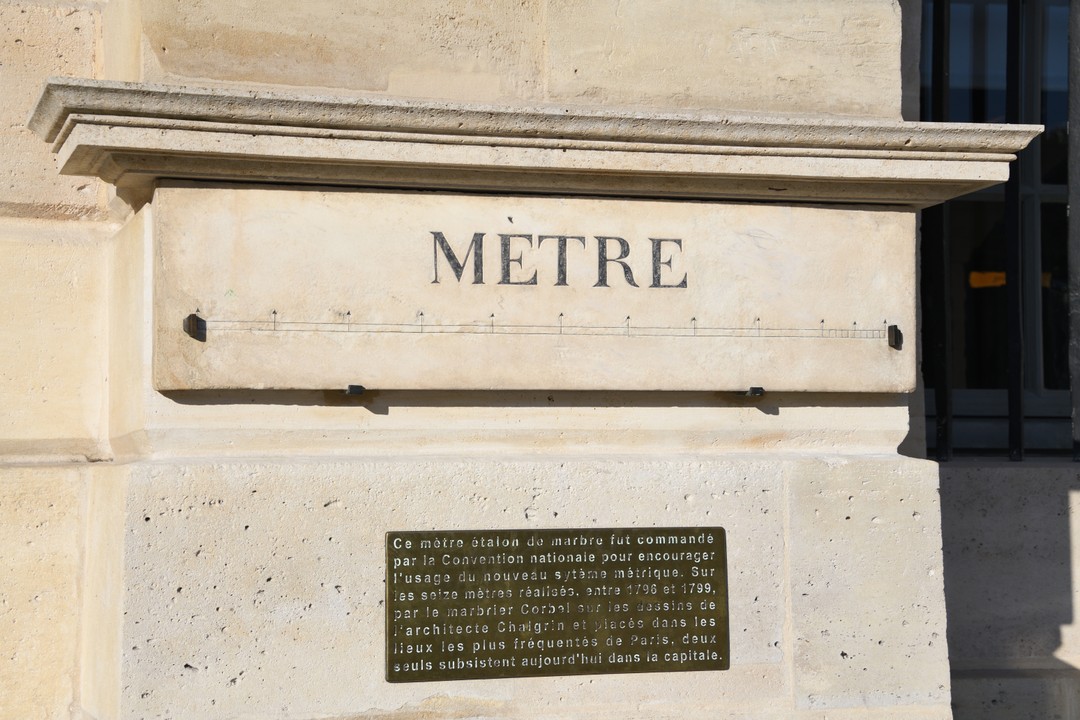 MÈTRE
Ce mètre étalon de marbre fut commandé
par la Convention nationale pour encourager
l'usage du nouveau sytème métrique. Sur
les seize mètres réalisés, entre 1796 et 1799,
par le marbrier Corbel sur les dessins de
l'architecte Chalgrin et placés dans les
lieux les plus fréquentés de Paris, deux
seuls subsistent aujourd'hui dans la capitale.